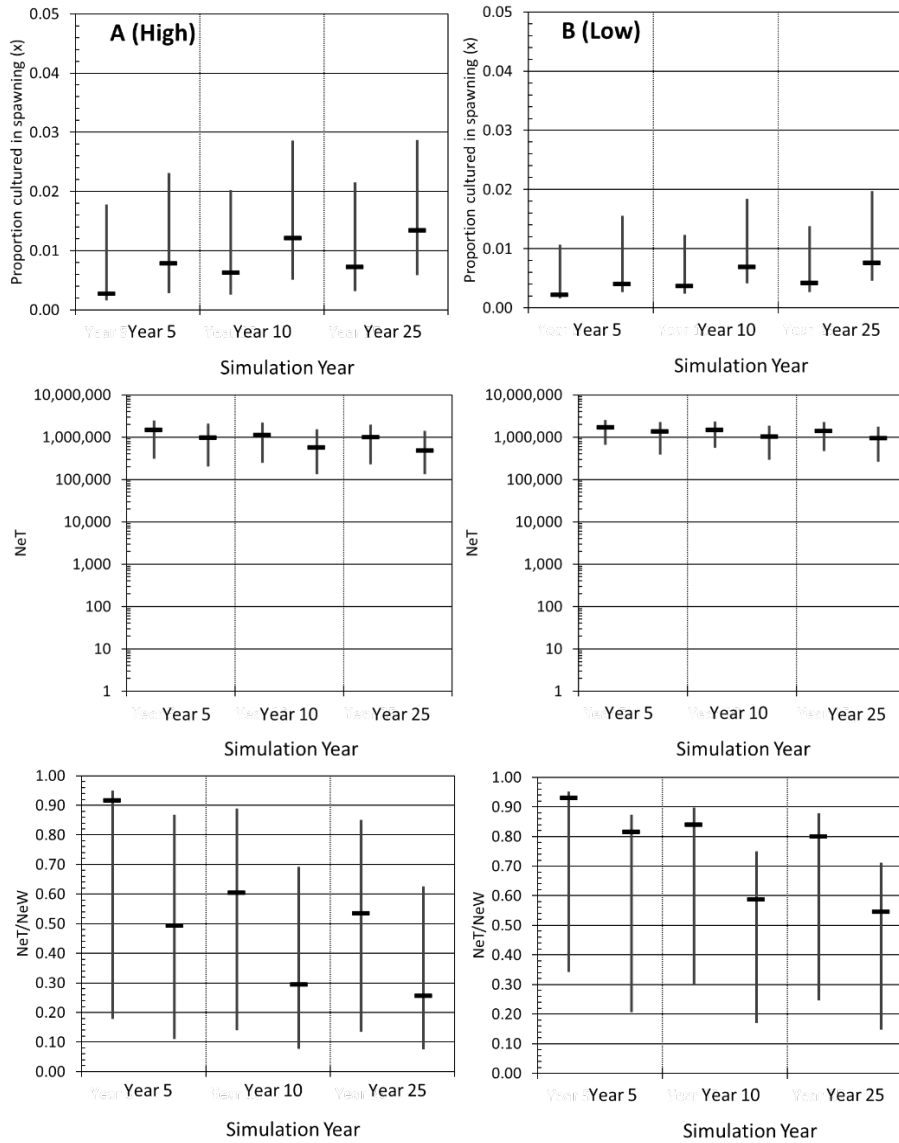 A (High)
Proportion cultured in spawning (x)
0.05
0.04
0.03
0.02
0.01
0.00
Year 5 Year 10 Year 25
Simulation Year
B (Low)
Proportion cultured in spawning (x)
0.05
0.04
0.03
0.02
0.01
0.00
Year 5 Year 10 Year 25
Simulation Year
NeT
10,000,000
1,000,000
100,000
10,000
1,000
100
10
1
Year 5 Year 10 Year 25
Simulation Year
NeT
10,000,000
1,000,000
100,000
10,000
1,000
100
10
1
Year 5 Year 10 Year 25
Simulation Year
NeT/NeW
1.00
0.90
0.80
0.70
0.60
0.50
0.40
0.30
0.20
0.10
0.00
Year 5 Year 10 Year 25
Simulation Year
NeT/NeW
1.00
0.90
0.80
0.70
0.60
0.50
0.40
0.30
0.20
0.10
0.00
Year 5 Year 10 Year 25
Simulation Year